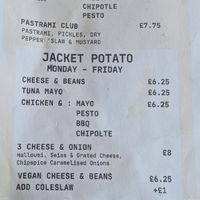 CHIPOTLE
PESTO
PASTRAMI CLUB £7.75
PASTRAMI, PICKLES, DRY
PEPPER 'SLAW & MUSTARD
JACKET POTATO
MONDAY - FRIDAY
CHEESE & BEANS £6.25
TUNA MAYO £6.25
CHICKEN & : MAYO £6.25
PESTO
BBQ
CHIPOLTE
3 CHEESE & ONION £8
Halloumi, Swiss & Grated Cheese,
Chipspice Caramelised Onions
VEGAN CHEESE & BEANS £6.25
ADD COLESLAW +£1